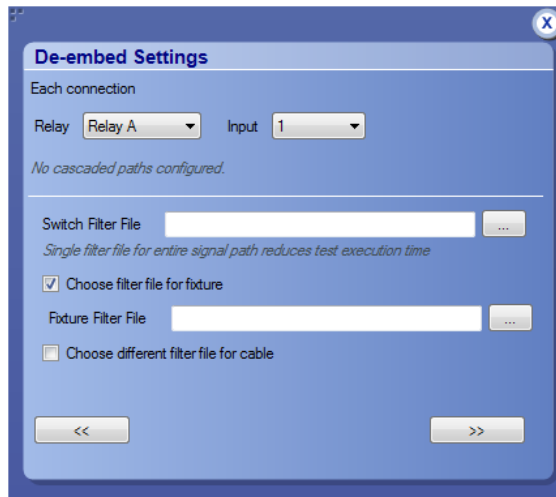 X
De-embed Settings
Each connection
Relay Relay A Input 1
No cascaded paths configured.
Switch Filter File ...
Single filter file for entire signal path reduces test execution time
Choose filter file for fixture
Fixture Filter File ...
Choose different filter file for cable
<< >>